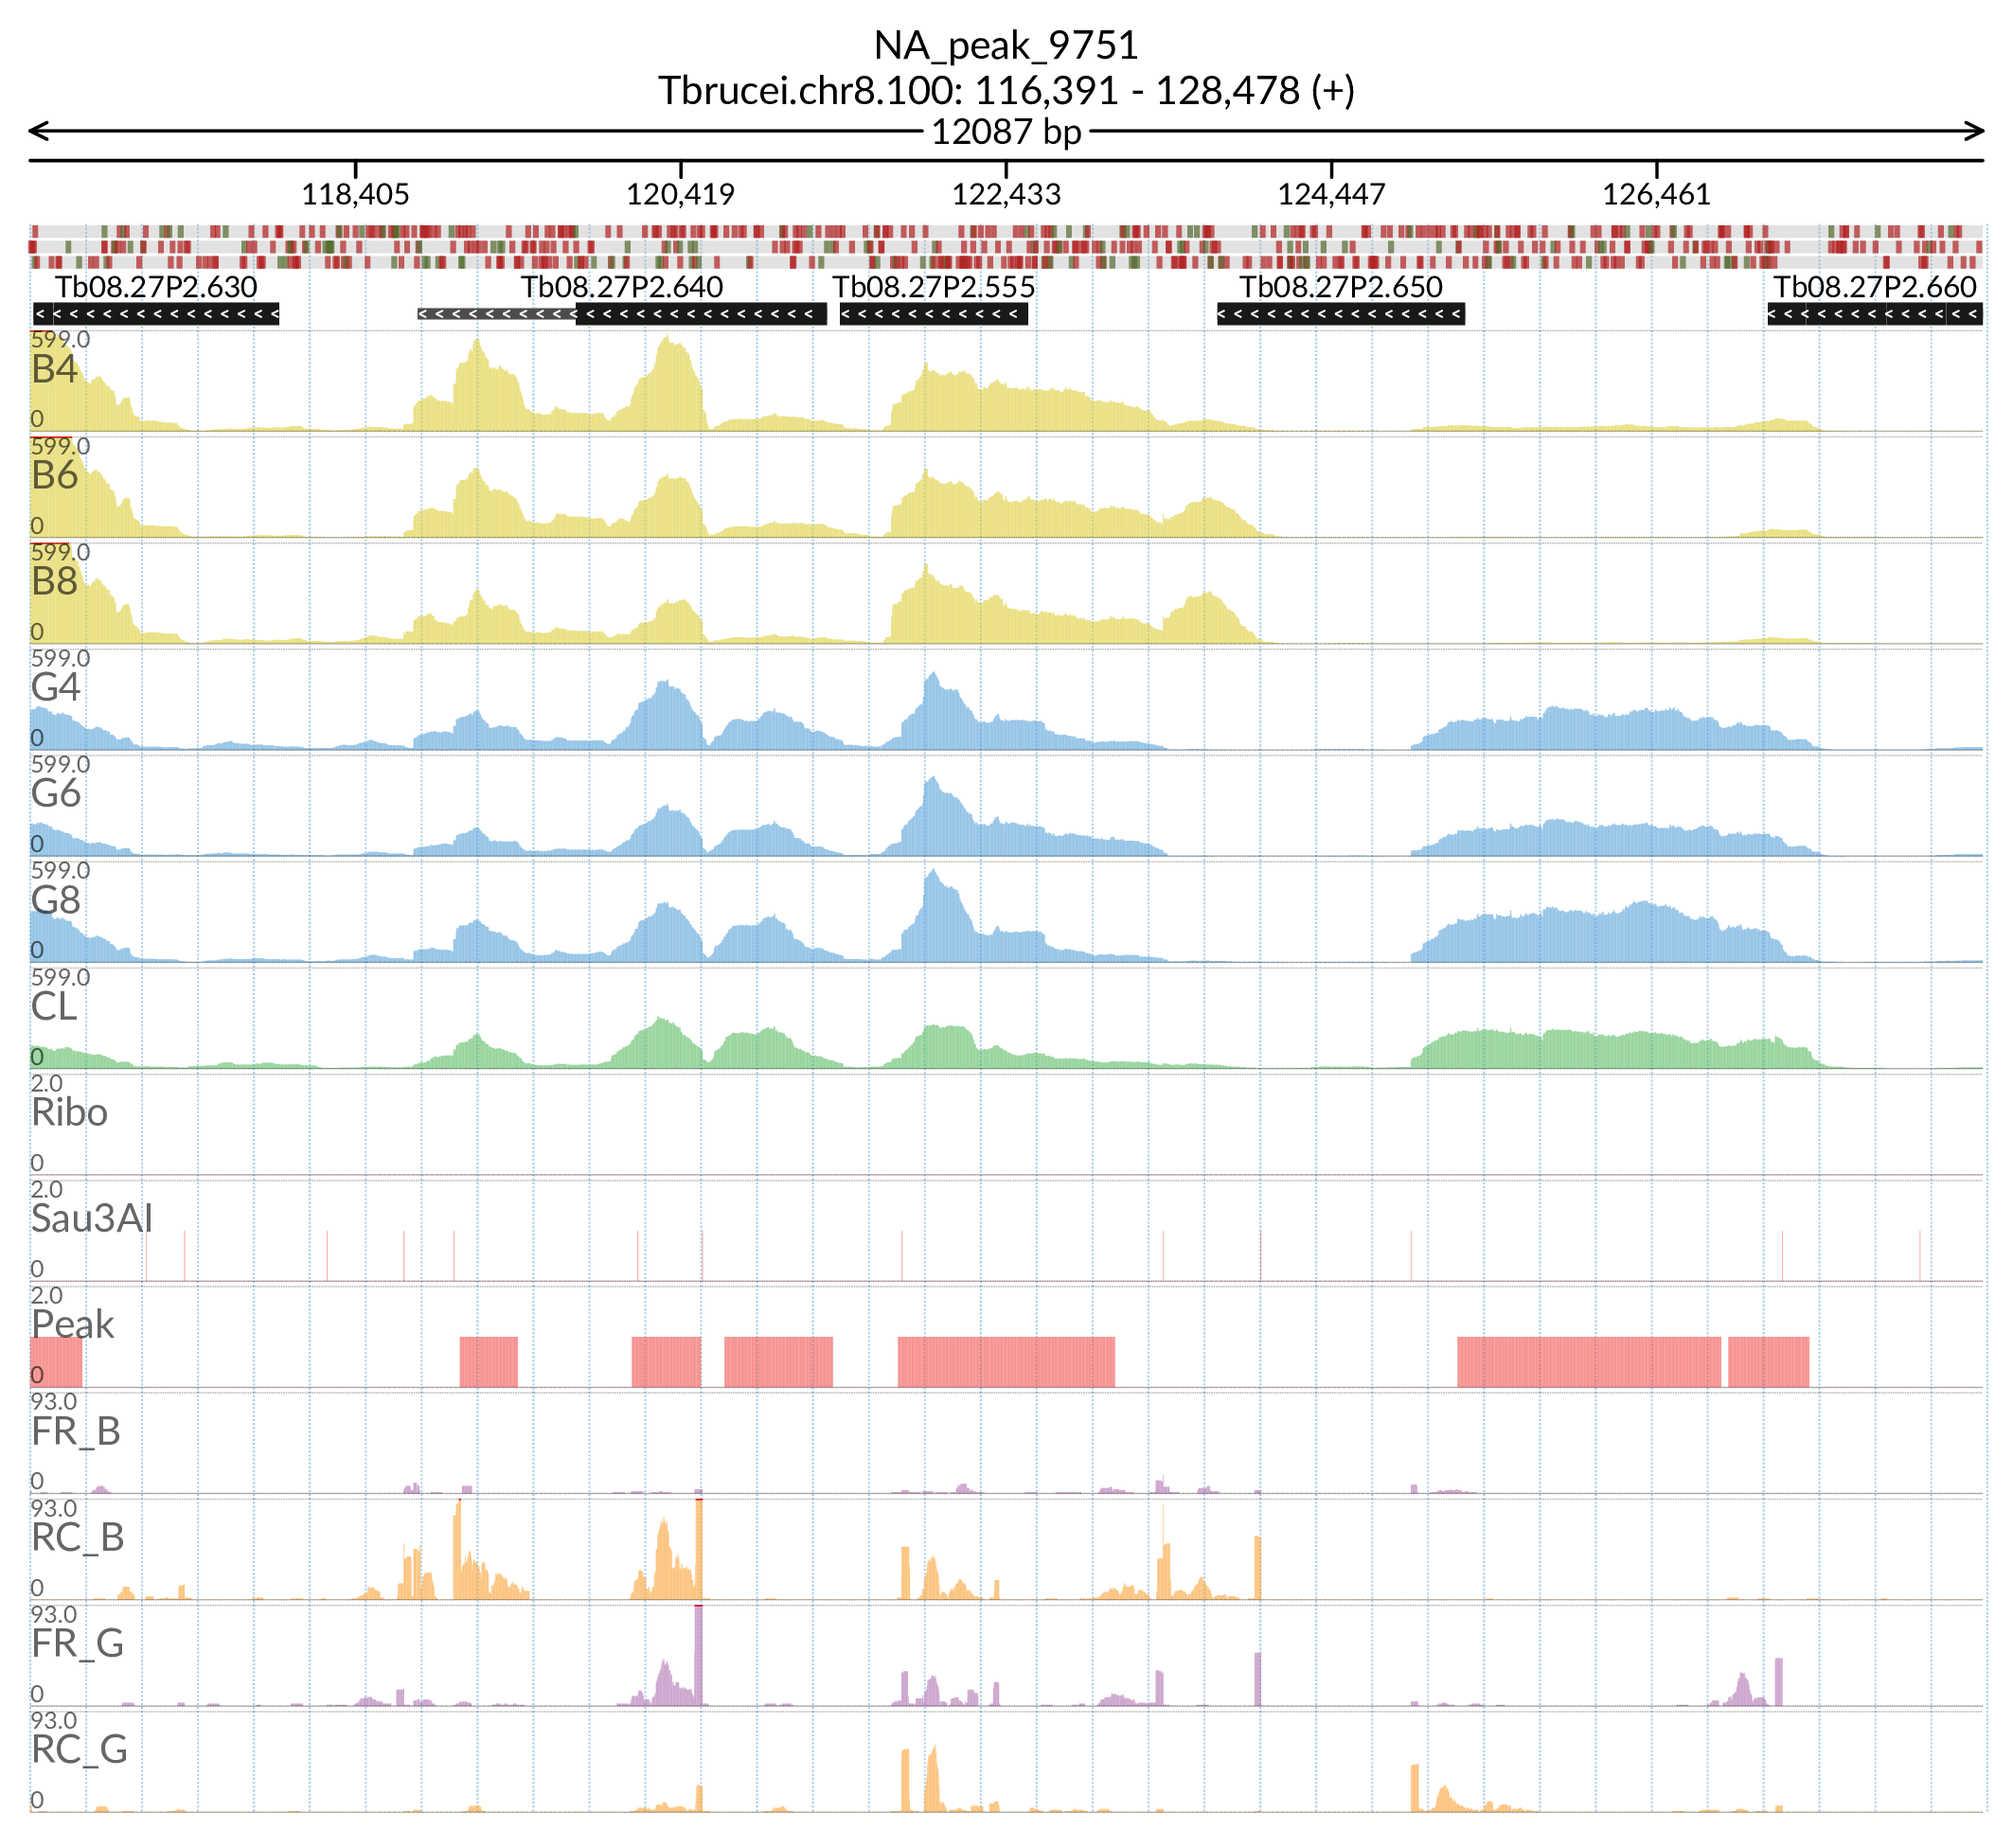 NA_peak_9751
Tbrucei.chr8.100: 116,391 - 128,478 (+)
12087 bp
118,405 120,419 122,433 124,447 126,461
Tb08.27P2.630 Tb08.27P2.640 Tb08.27P2.555 Tb08.27P2.650 Tb08.27P2.660
599.0
B4
0
599.0
B6
0
599.0
B8
0
599.0
G4
0
599.0
G6
0
599.0
G8
0
599.0
CL
0
2.0
Ribo
0
2.0
Sau3AI
0
2.0
Peak
0
93.0
FR_B
0
93.0
RC_B
0
93.0
FR_G
0
93.0
RC_G
0